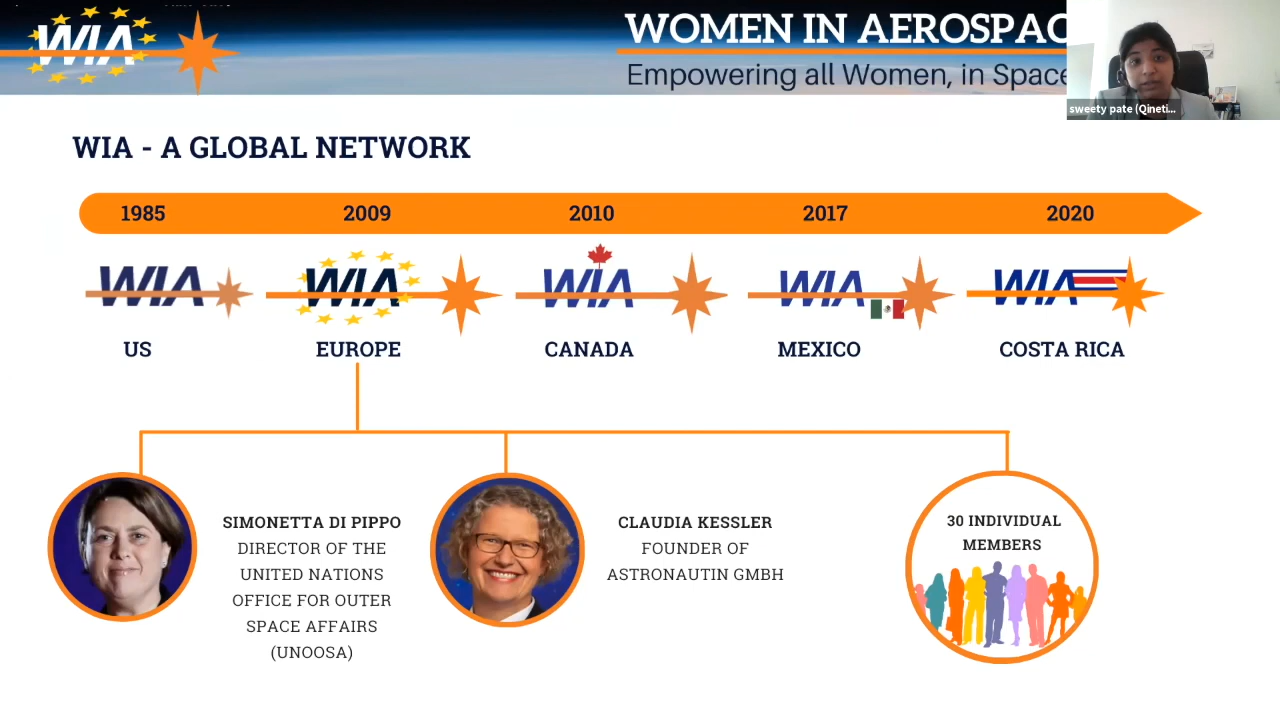 WIA
WOMEN IN AEROSPAC
Empowering all Women, in Space
sweety pate (Qineti...
WIA - A GLOBAL NETWORK
1985 2009 2010 2017 2020
WIA WIA WIA WIA WIA
US EUROPE CANADA MEXICO COSTA RICA
SIMONETTA DI PIPPO
DIRECTOR OF THE
UNITED NATIONS
OFFICE FOR OUTER
SPACE AFFAIRS
(UNOOSA)
CLAUDIA KESSLER
FOUNDER OF
ASTRONAUTIN GMBH
30 INDIVIDUAL
MEMBERS